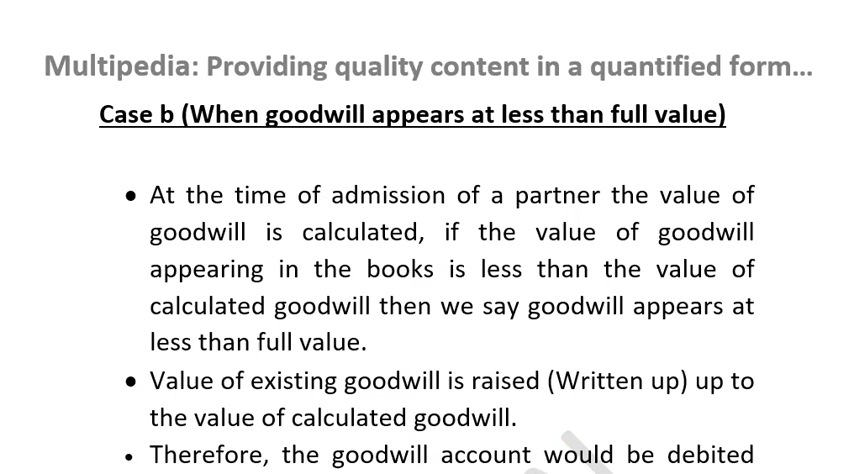 Multipedia: Providing quality content in a quantified form...
Case b (When goodwill appears at less than full value)
• At the time of admission of a partner the value of
goodwill is calculated, if the value of goodwill
appearing in the books is less than the value of
calculated goodwill then we say goodwill appears at
less than full value.
• Value of existing goodwill is raised (Written up) up to
the value of calculated goodwill.
• Therefore, the goodwill account would be debited